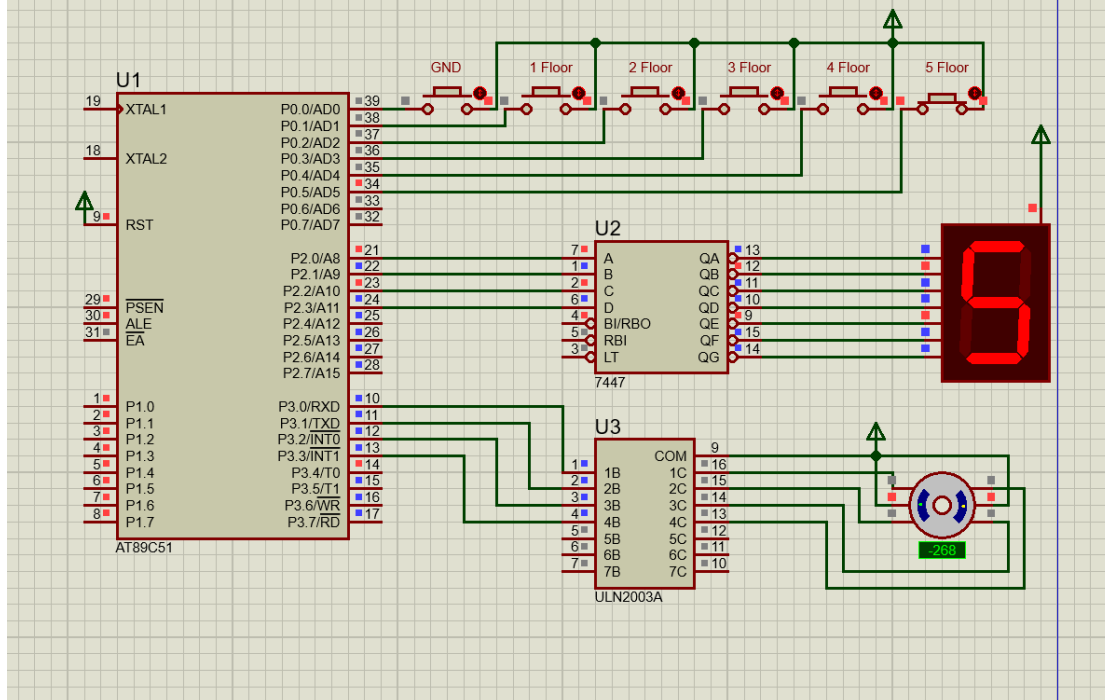 GND 1 Floor 2 Floor 3 Floor 4 Floor 5 Floor
U1
19 XTAL1 P0.0/AD0 39
P0.1/AD1 38
P0.2/AD2 37
18 XTAL2 P0.3/AD3 36
P0.4/AD4 35
P0.5/AD5 34
P0.6/AD6 33
9 RST P0.7/AD7 32
P2.0/A8 21
P2.1/A9 22
P2.2/A10 23
29 PSEN P2.3/A11 24
30 ALE P2.4/A12 25
31 EA P2.5/A13 26
P2.6/A14 27
P2.7/A15 28
1 P1.0 P3.0/RXD 10
2 P1.1 P3.1/TXD 11
3 P1.2 P3.2/INT0 12
4 P1.3 P3.3/INT1 13
5 P1.4 P3.4/T0 14
6 P1.5 P3.5/T1 15
7 P1.6 P3.6/WR 16
8 P1.7 P3.7/RD 17
AT89C51
U2
7 A QA 13
1 B QB 12
2 C QC 11
6 D QD 10
4 BI/RBO QE 9
5 RBI QF 15
3 LT QG 14
7447
5
U3
COM 9
1 1B 1C 16
2 2B 2C 15
3 3B 3C 14
4 4B 4C 13
5 5B 5C 12
6 6B 6C 11
7 7B 7C 10
ULN2003A
-268